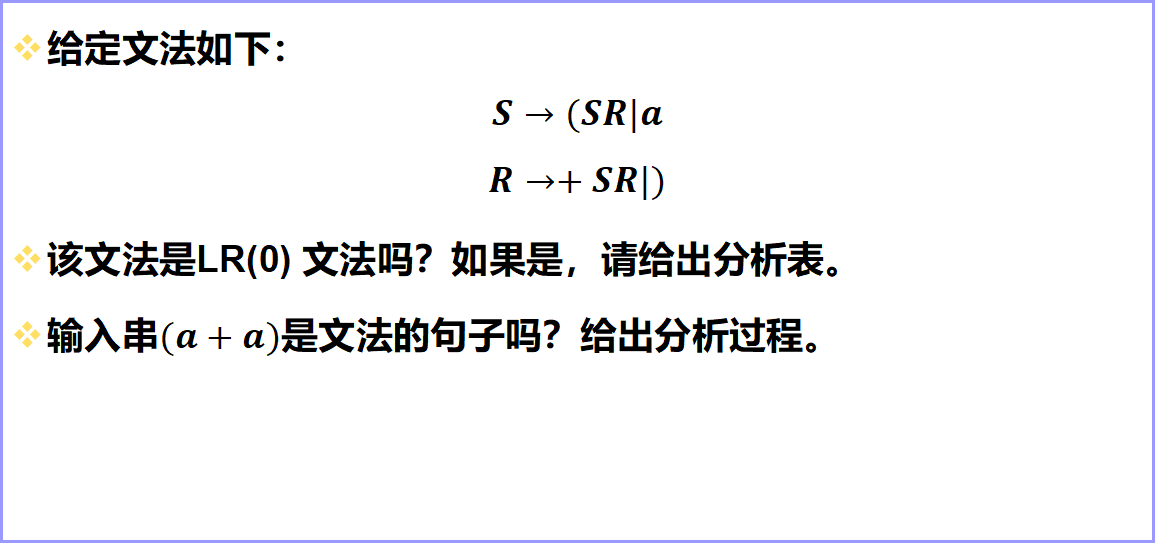 给定文法如下：
S → (SR|a
R →+ SR|)
该文法是LR(0) 文法吗？如果是，请给出分析表。
输入串(a + a)是文法的句子吗？给出分析过程。